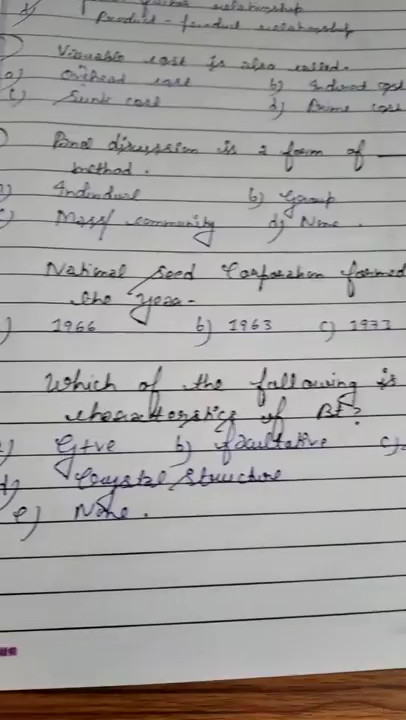 relationship
Product - product relationship
Variable cost is also called.
a) Overhead cost b) Indirect cost
c) Sunk cost d) Prime cost
Panel discussion is a form of —
method.
Individual b) Group
Mass/community d) None.
National Seed Corporation formed
the year -
1966 b) 1963 c) 1973
Which of the following is
characterstics of Bt?
G+ve b) facultative c)
Crystal structure
e) None.